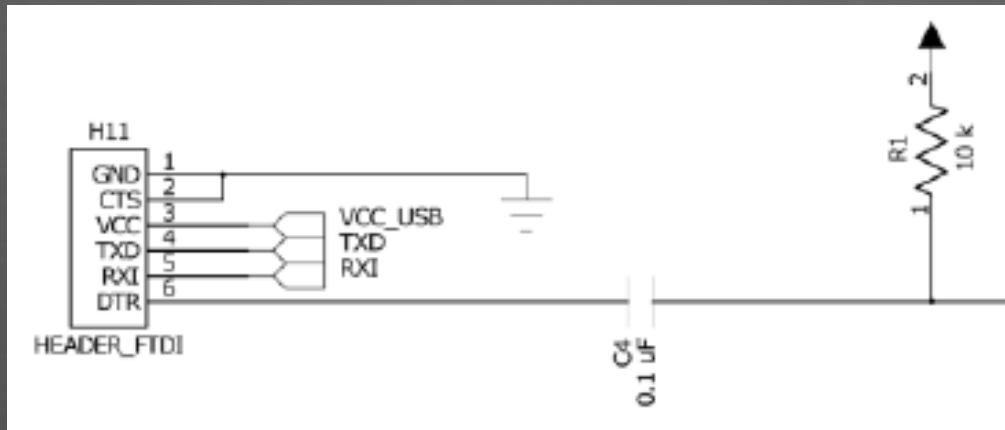 H11
GND 1
CTS 2
VCC 3
TXD 4
RXI 5
DTR 6
HEADER_FTDI
VCC_USB
TXD
RXI
C4
0.1 uF
2
R1
10 k
1